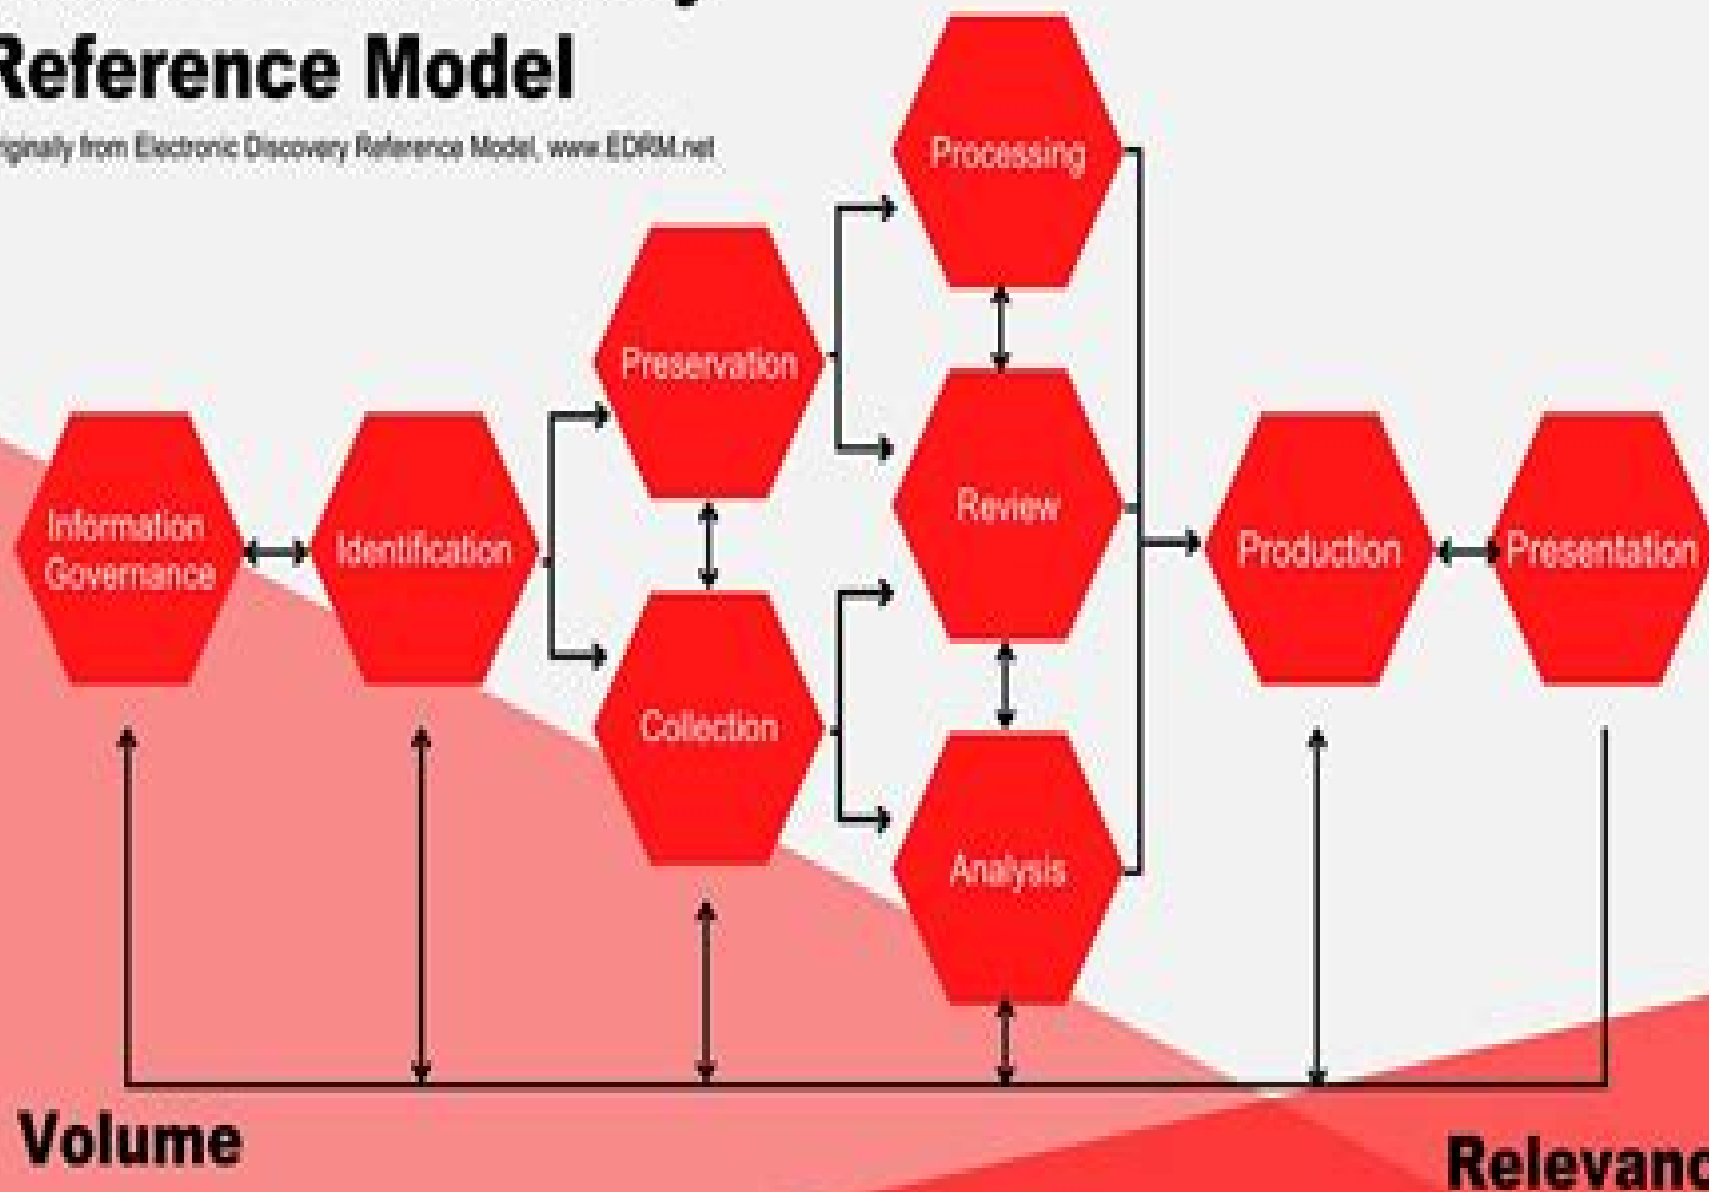 Reference Model
riginally from Electronic Discovery Reference Model, www.EDRM.net
Processing
Preservation
Information
Governance
Identification
Review
Production
Presentation
Collection
Analysis
Volume
Relevanc